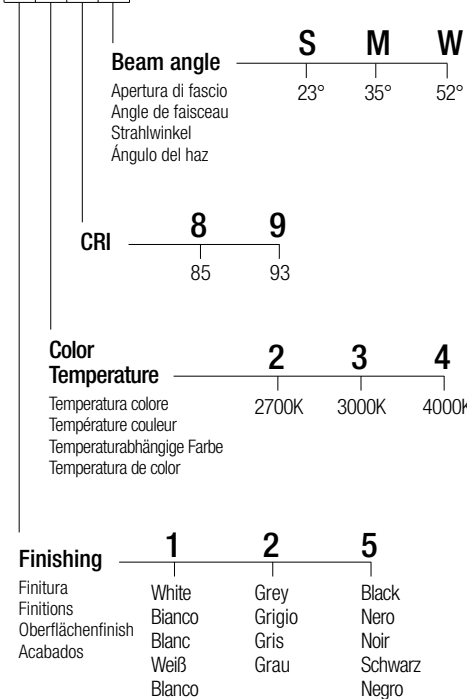 S M W
Beam angle
23° 35° 52°
Apertura di fascio
Angle de faisceau
Strahlwinkel
Ángulo del haz
8 9
CRI
85 93
Color
Temperature
2 3 4
2700K 3000K 4000K
Temperatura colore
Température couleur
Temperaturabhängige Farbe
Temperatura de color
1 2 5
Finishing
Finitura
Finitions
Oberflächenfinish
Acabados
White Grey Black
Bianco Grigio Nero
Blanc Gris Noir
Weiß Grau Schwarz
Blanco Negro